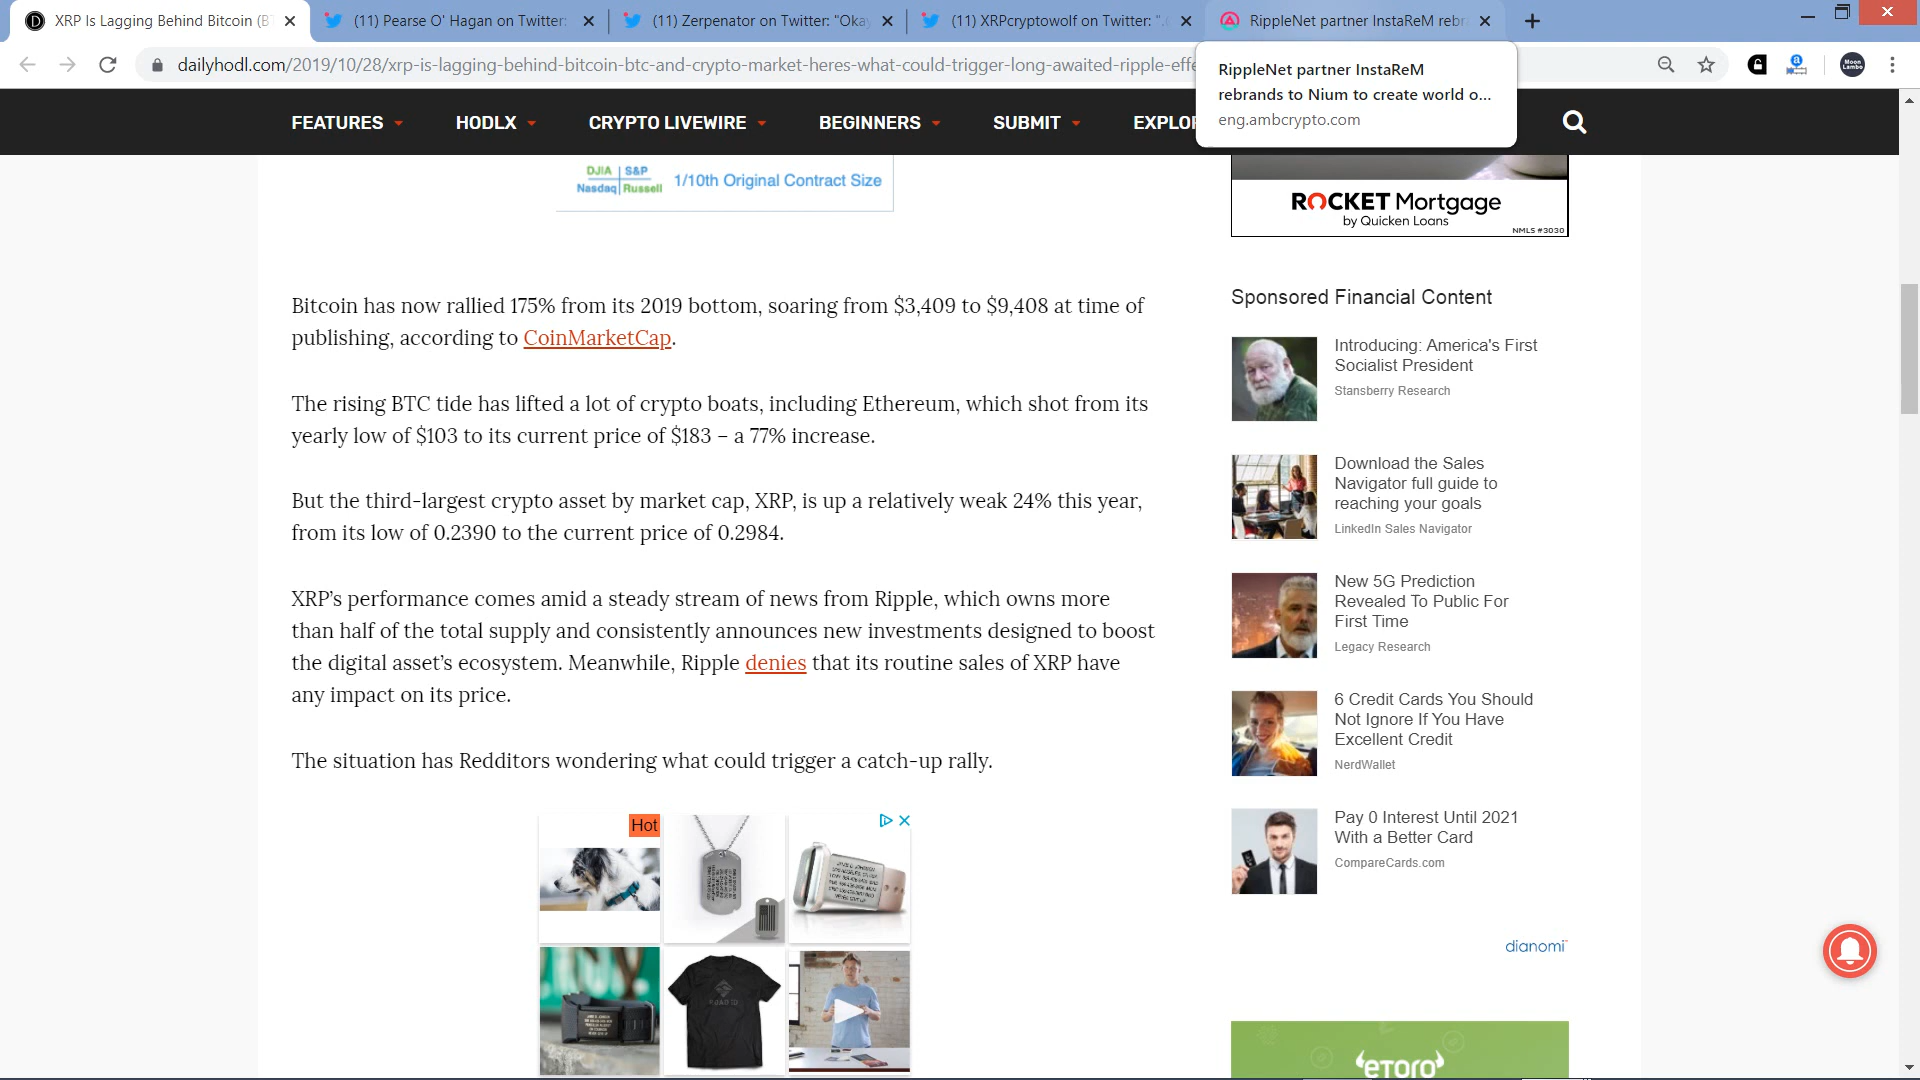 XRP Is Lagging Behind Bitcoin (BT
(11) Pearse O' Hagan on Twitter:
(11) Zerpenator on Twitter: "Oka
(11) XRPcryptowolf on Twitter: "
RippleNet partner InstaReM rebr
dailyhodl.com/2019/10/28/xrp-is-lagging-behind-bitcoin-btc-and-crypto-market-heres-what-could-trigger-long-awaited-ripple-effe
Moon
Lambo
RippleNet partner InstaReM
rebrands to Nium to create world o...
eng.ambcrypto.com
FEATURES HODLX CRYPTO LIVEWIRE BEGINNERS SUBMIT EXPLOR
DJIA S&P
Nasdaq Russell
1/10th Original Contract Size
Bitcoin has now rallied 175% from its 2019 bottom, soaring from $3,409 to $9,408 at time of
publishing, according to CoinMarketCap.
The rising BTC tide has lifted a lot of crypto boats, including Ethereum, which shot from its
yearly low of $103 to its current price of $183 – a 77% increase.
But the third-largest crypto asset by market cap, XRP, is up a relatively weak 24% this year,
from its low of 0.2390 to the current price of 0.2984.
XRP’s performance comes amid a steady stream of news from Ripple, which owns more
than half of the total supply and consistently announces new investments designed to boost
the digital asset’s ecosystem. Meanwhile, Ripple denies that its routine sales of XRP have
any impact on its price.
The situation has Redditors wondering what could trigger a catch-up rally.
Hot
ROAD iD
ROCKET Mortgage
by Quicken Loans
NMLS #3030
Sponsored Financial Content
Introducing: America's First
Socialist President
Stansberry Research
Download the Sales
Navigator full guide to
reaching your goals
LinkedIn Sales Navigator
New 5G Prediction
Revealed To Public For
First Time
Legacy Research
6 Credit Cards You Should
Not Ignore If You Have
Excellent Credit
NerdWallet
Pay 0 Interest Until 2021
With a Better Card
CompareCards.com
dianomi
eToro